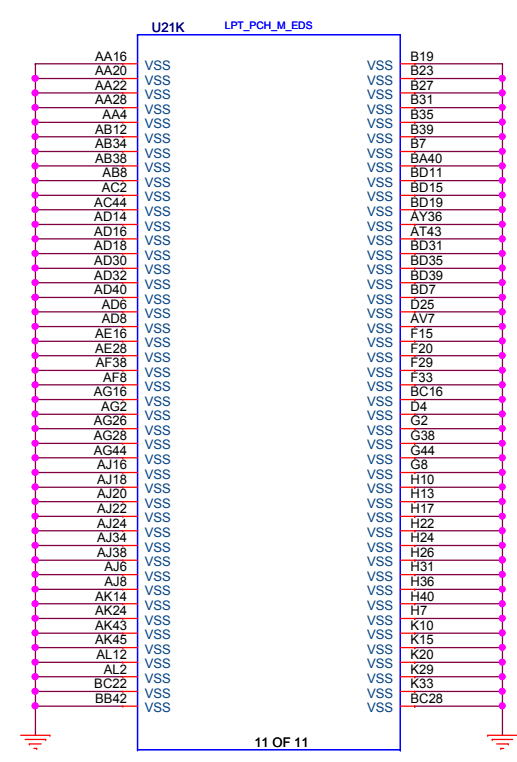 U21K LPT_PCH_M_EDS
AA16 VSS VSS B19
AA20 VSS VSS B23
AA22 VSS VSS B27
AA28 VSS VSS B31
AA4 VSS VSS B35
AB12 VSS VSS B39
AB34 VSS VSS B7
AB38 VSS VSS BA40
AB8 VSS VSS BD11
AC2 VSS VSS BD15
AC44 VSS VSS BD19
AD14 VSS VSS AY36
AD16 VSS VSS AT43
AD18 VSS VSS BD31
AD30 VSS VSS BD35
AD32 VSS VSS BD39
AD40 VSS VSS BD7
AD6 VSS VSS D25
AD8 VSS VSS AV7
AE16 VSS VSS F15
AE28 VSS VSS F20
AF38 VSS VSS F29
AF8 VSS VSS F33
AG16 VSS VSS BC16
AG2 VSS VSS D4
AG26 VSS VSS G2
AG28 VSS VSS G38
AG44 VSS VSS G44
AJ16 VSS VSS G8
AJ18 VSS VSS H10
AJ20 VSS VSS H13
AJ22 VSS VSS H17
AJ24 VSS VSS H22
AJ34 VSS VSS H24
AJ38 VSS VSS H26
AJ6 VSS VSS H31
AJ8 VSS VSS H36
AK14 VSS VSS H40
AK24 VSS VSS H7
AK43 VSS VSS K10
AK45 VSS VSS K15
AL12 VSS VSS K20
AL2 VSS VSS K29
BC22 VSS VSS K33
BB42 VSS VSS BC28
11 OF 11